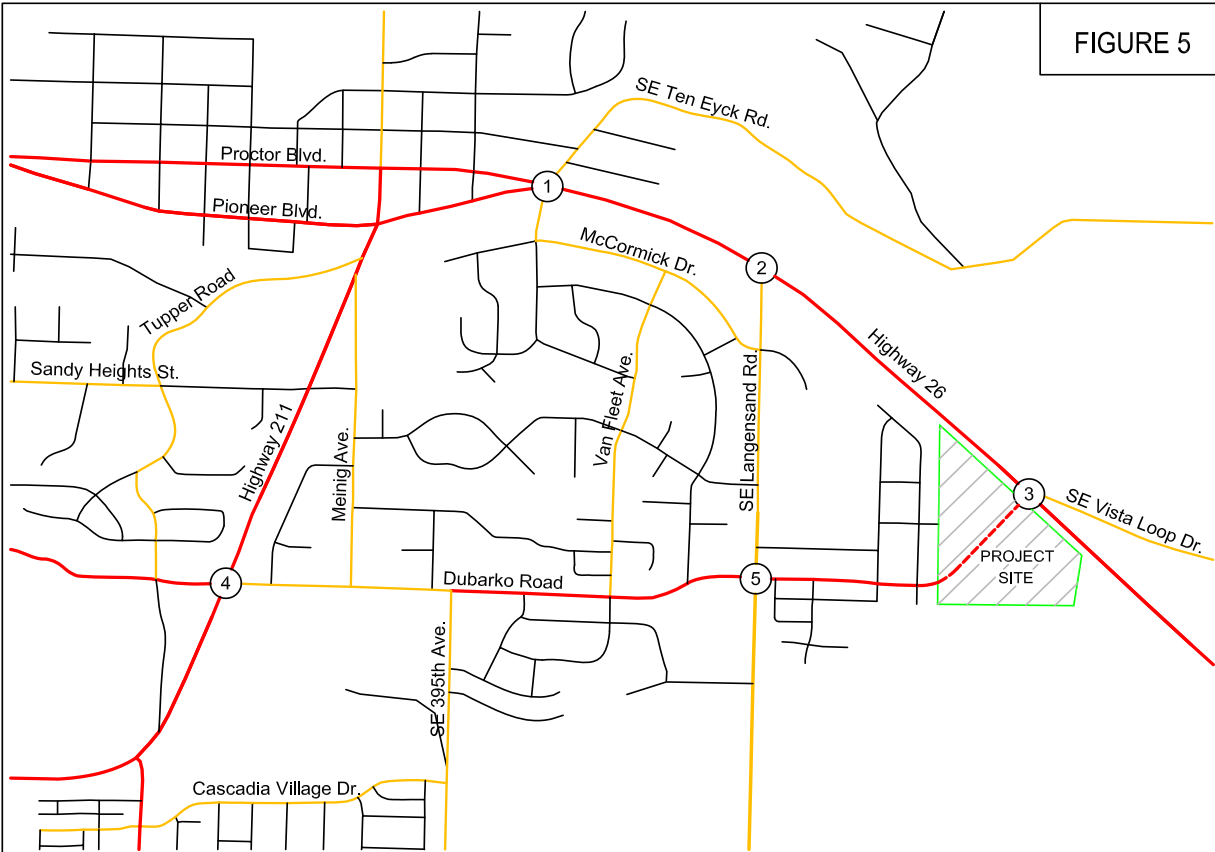 FIGURE 5
SE Ten Eyck Rd.
Proctor Blvd.
1
Pioneer Blvd.
McCormick Dr.
2
Tupper Road
Highway 26
Sandy Heights St.
Van Fleet Ave.
SE Langensand Rd.
Highway 211
Meinig Ave.
3
SE Vista Loop Dr.
PROJECT
SITE
4
Dubarko Road
5
SE 395th Ave.
Cascadia Village Dr.